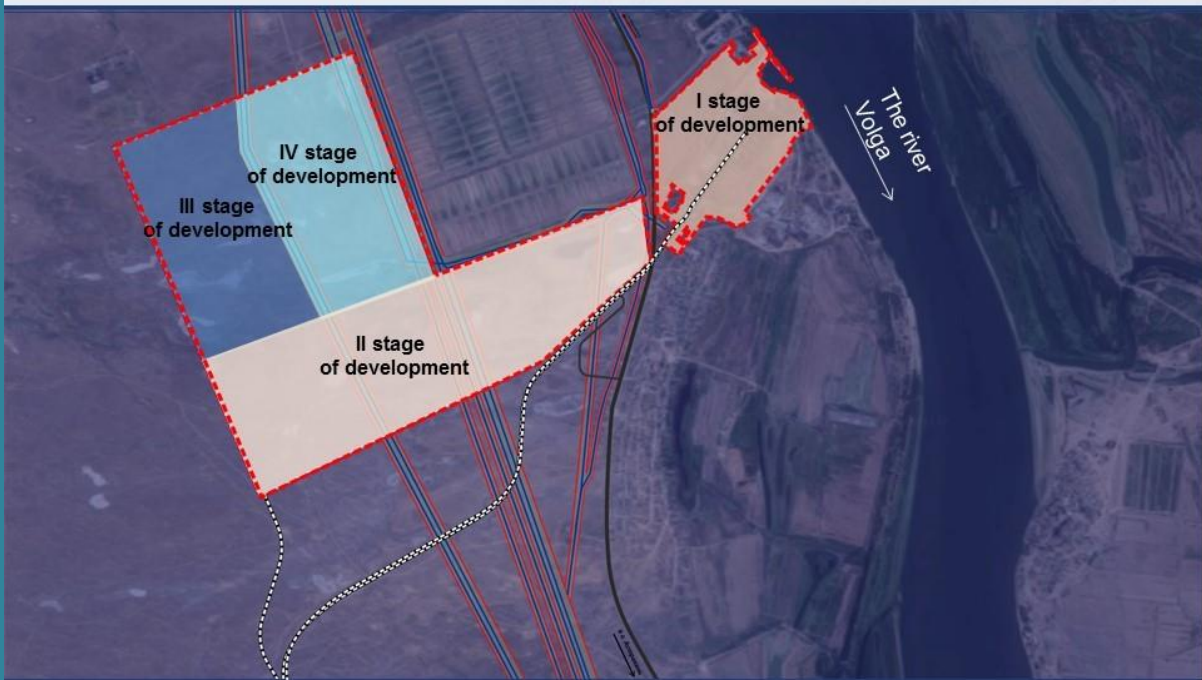 I stage
of development
The river
Volga
IV stage
of development
III stage
of development
II stage
of development